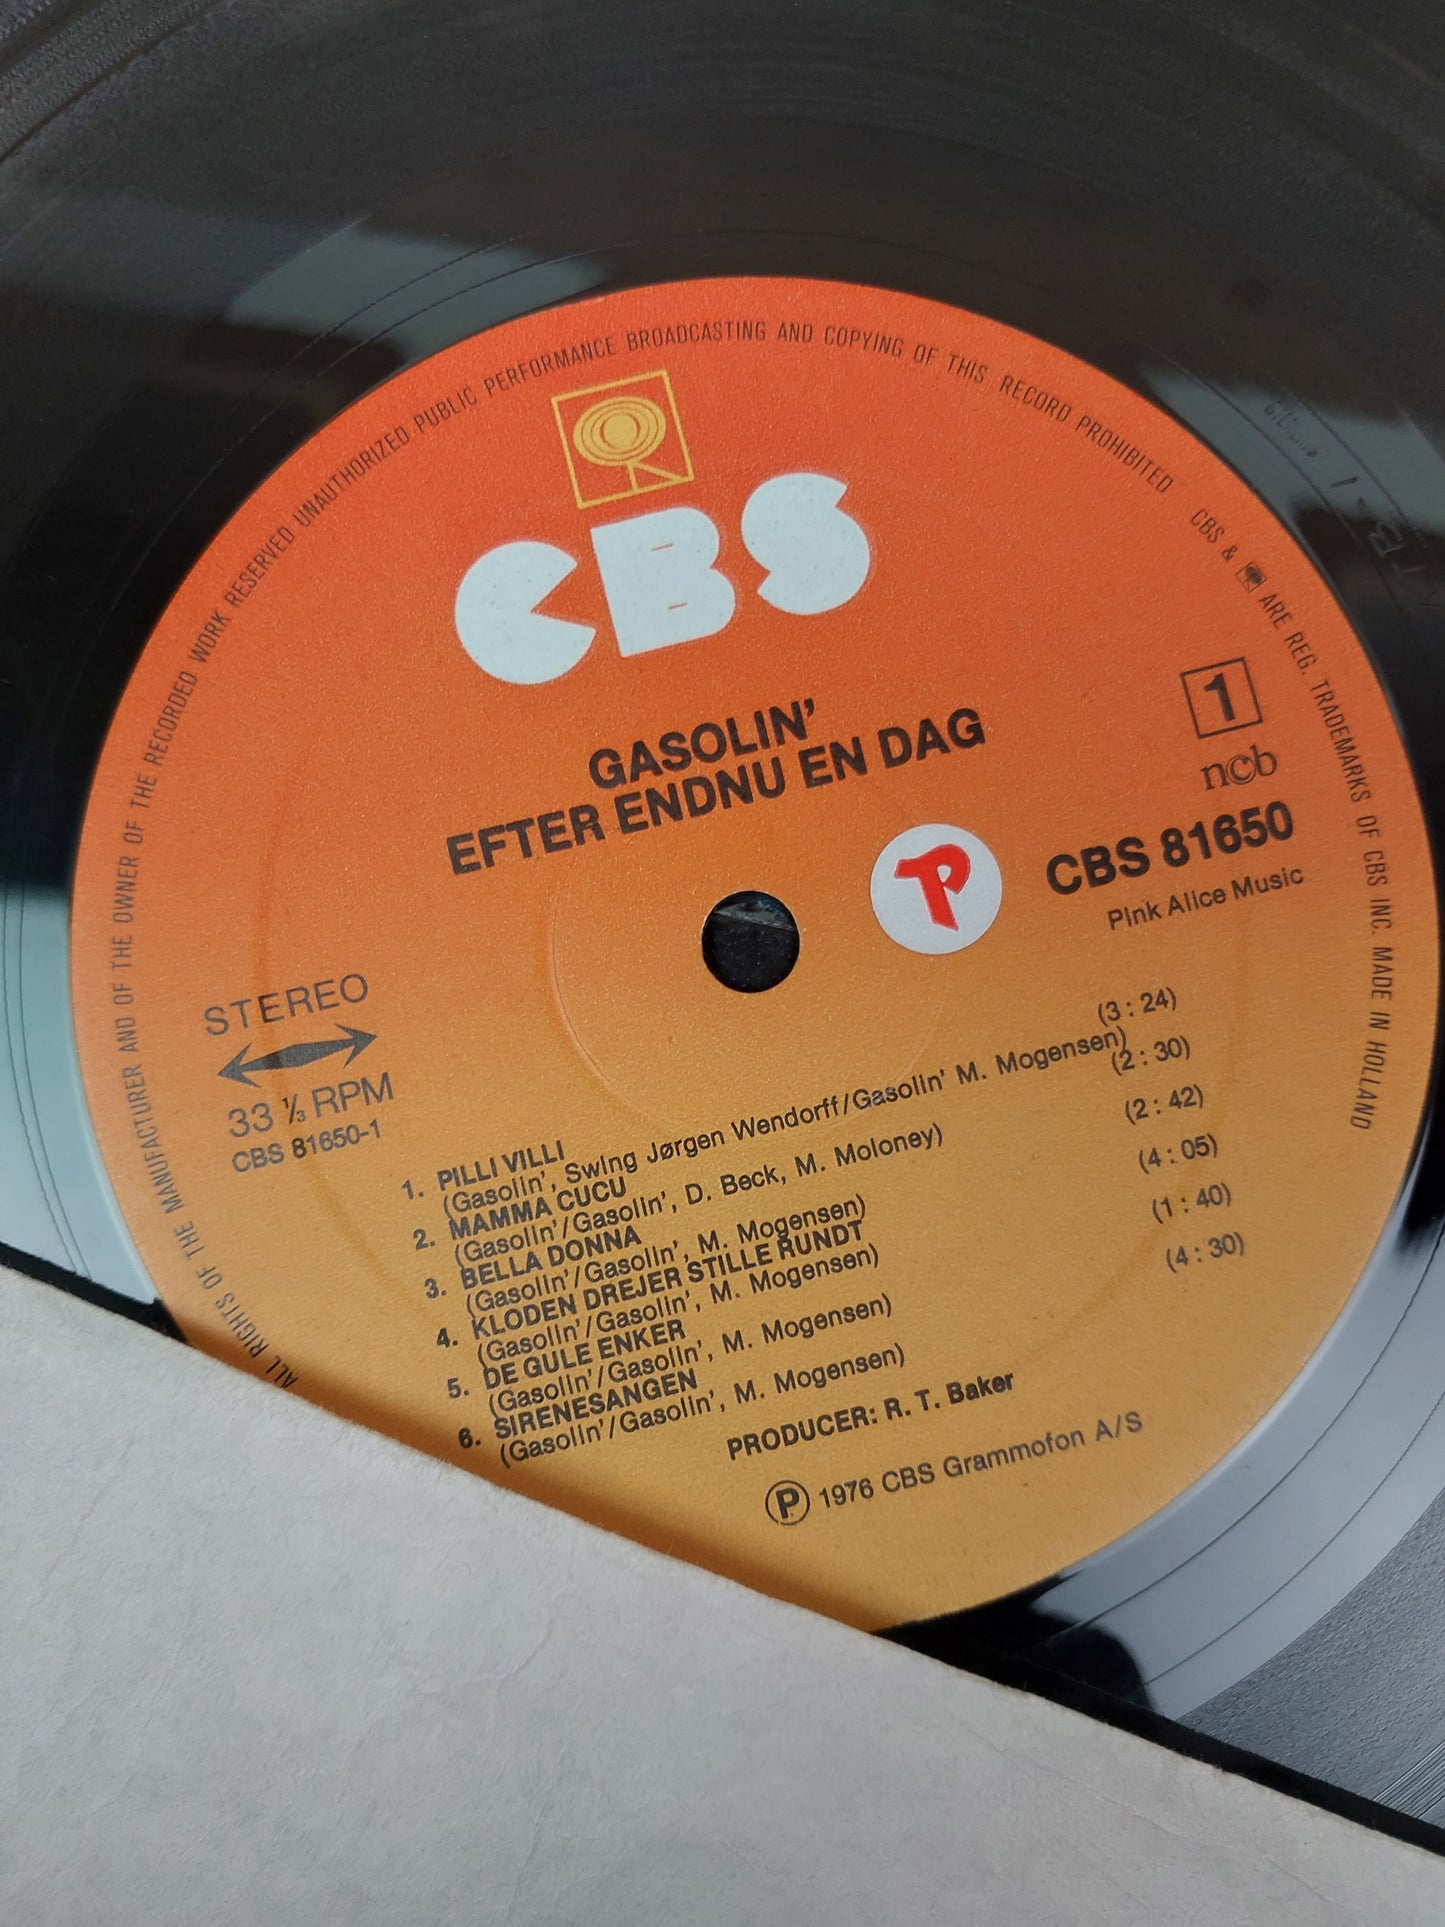 ALL RIGHTS OF THE MANUFACTURER AND OF THE OWNER OF THE RECORDED WORK RESERVED UNAUTHORIZED PUBLIC PERFORMANCE BROADCASTING AND COPYING OF THIS RECORD PROHIBITED
CBS & ARE REG. TRADEMARKS OF CBS INC. MADE IN HOLLAND
CBS
GASOLIN'
EFTER ENDNU EN DAG
1
ncb
CBS 81650
Pink Alice Music
P
STEREO
33 ⅓ RPM
CBS 81650-1
1. PILLI VILLI (3 : 24)
(Gasolin', Swing Jørgen Wendorff/Gasolin' M. Mogensen)
2. MAMMA CUCU (2 : 30)
(Gasolin'/Gasolin', D. Beck, M. Moloney)
3. BELLA DONNA (2 : 42)
(Gasolin'/Gasolin', M. Mogensen)
4. KLODEN DREJER STILLE RUNDT (4 : 05)
(Gasolin'/Gasolin', M. Mogensen)
5. DE GULE ENKER (1 : 40)
(Gasolin'/Gasolin', M. Mogensen)
6. SIRENESANGEN (4 : 30)
(Gasolin'/Gasolin', M. Mogensen)
PRODUCER: R. T. Baker
Ⓟ 1976 CBS Grammofon A/S